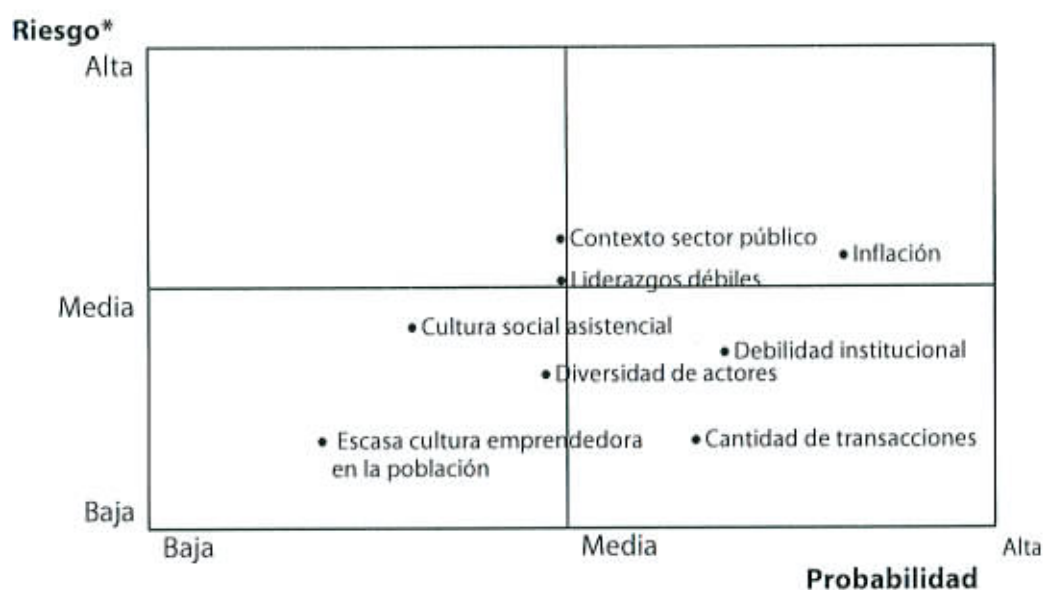 Riesgo*
Alta
• Contexto sector público
• Inflación
• Liderazgos débiles
Media
• Cultura social asistencial
• Debilidad institucional
• Diversidad de actores
• Escasa cultura emprendedora
en la población
• Cantidad de transacciones
Baja
Baja
Media
Alta
Probabilidad